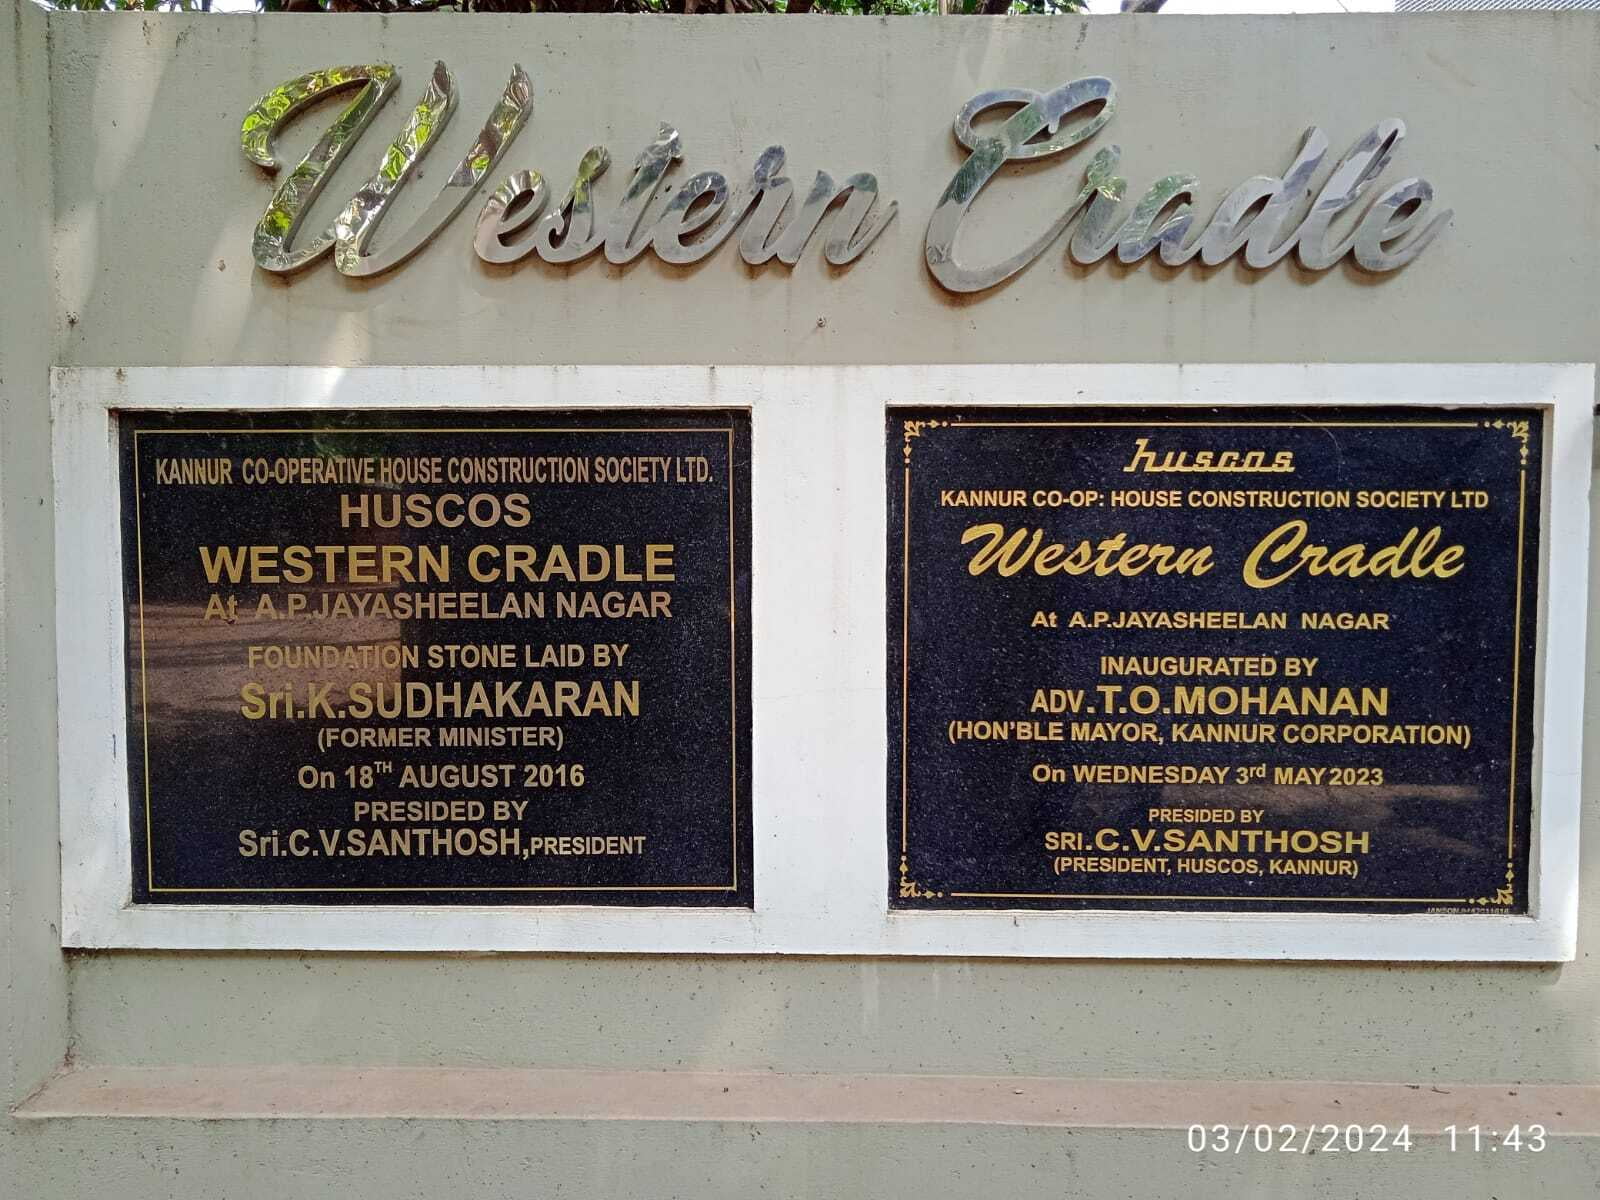 Western Cradle
KANNUR CO-OPERATIVE HOUSE CONSTRUCTION SOCIETY LTD.
HUSCOS
WESTERN CRADLE
At A.P.JAYASHEELAN NAGAR
FOUNDATION STONE LAID BY
Sri.K.SUDHAKARAN
(FORMER MINISTER)
On 18TH AUGUST 2016
PRESIDED BY
Sri.C.V.SANTHOSH,PRESIDENT
huscos
KANNUR CO-OP: HOUSE CONSTRUCTION SOCIETY LTD
Western Cradle
At A.P.JAYASHEELAN NAGAR
INAUGURATED BY
ADV.T.O.MOHANAN
(HON'BLE MAYOR, KANNUR CORPORATION)
On WEDNESDAY 3rd MAY 2023
PRESIDED BY
SRI.C.V.SANTHOSH
(PRESIDENT, HUSCOS, KANNUR)
03/02/2024 11:43